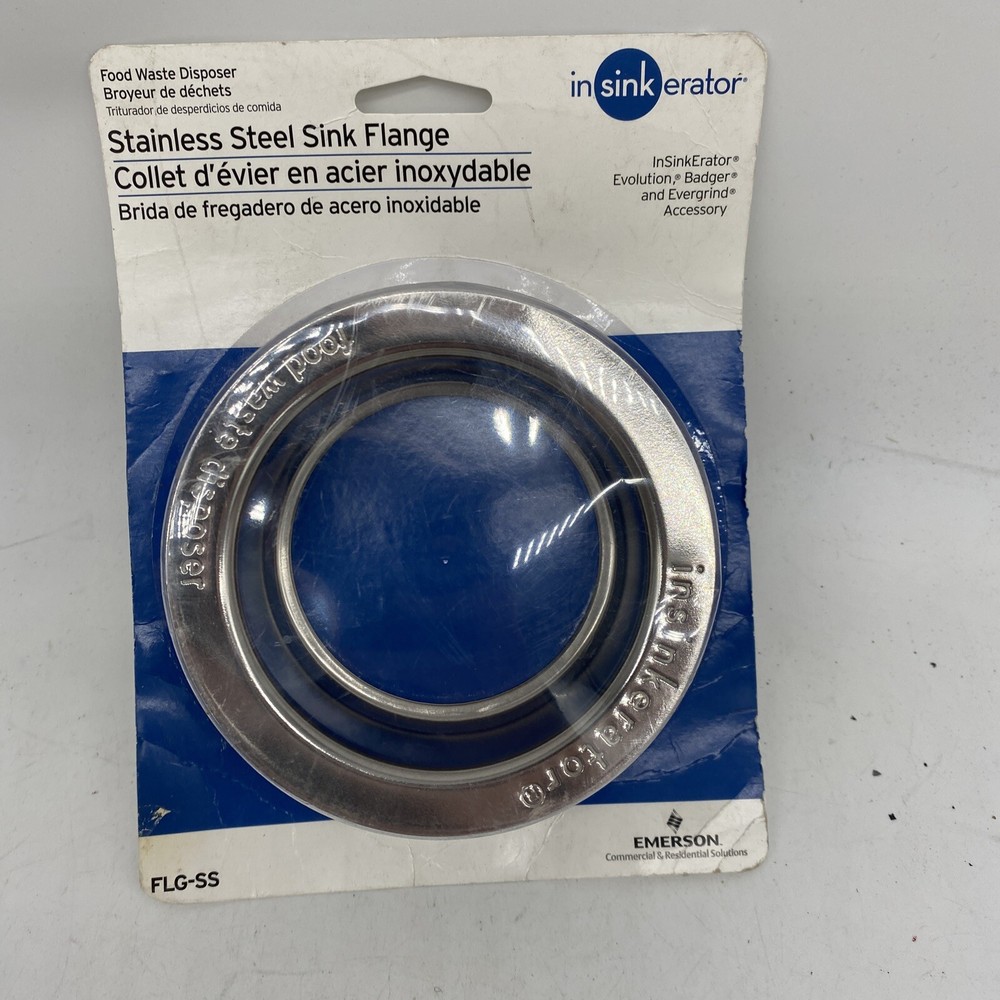 Food Waste Disposer
Broyeur de déchets
Triturador de desperdicios de comida
Stainless Steel Sink Flange
Collet d'évier en acier inoxydable
Brida de fregadero de acero inoxidable
insinkerator®
InSinkErator®
Evolution,® Badger®
and Evergrind®
Accessory
food waste disposer
insinkerator®
EMERSON™
Commercial & Residential Solutions
FLG-SS